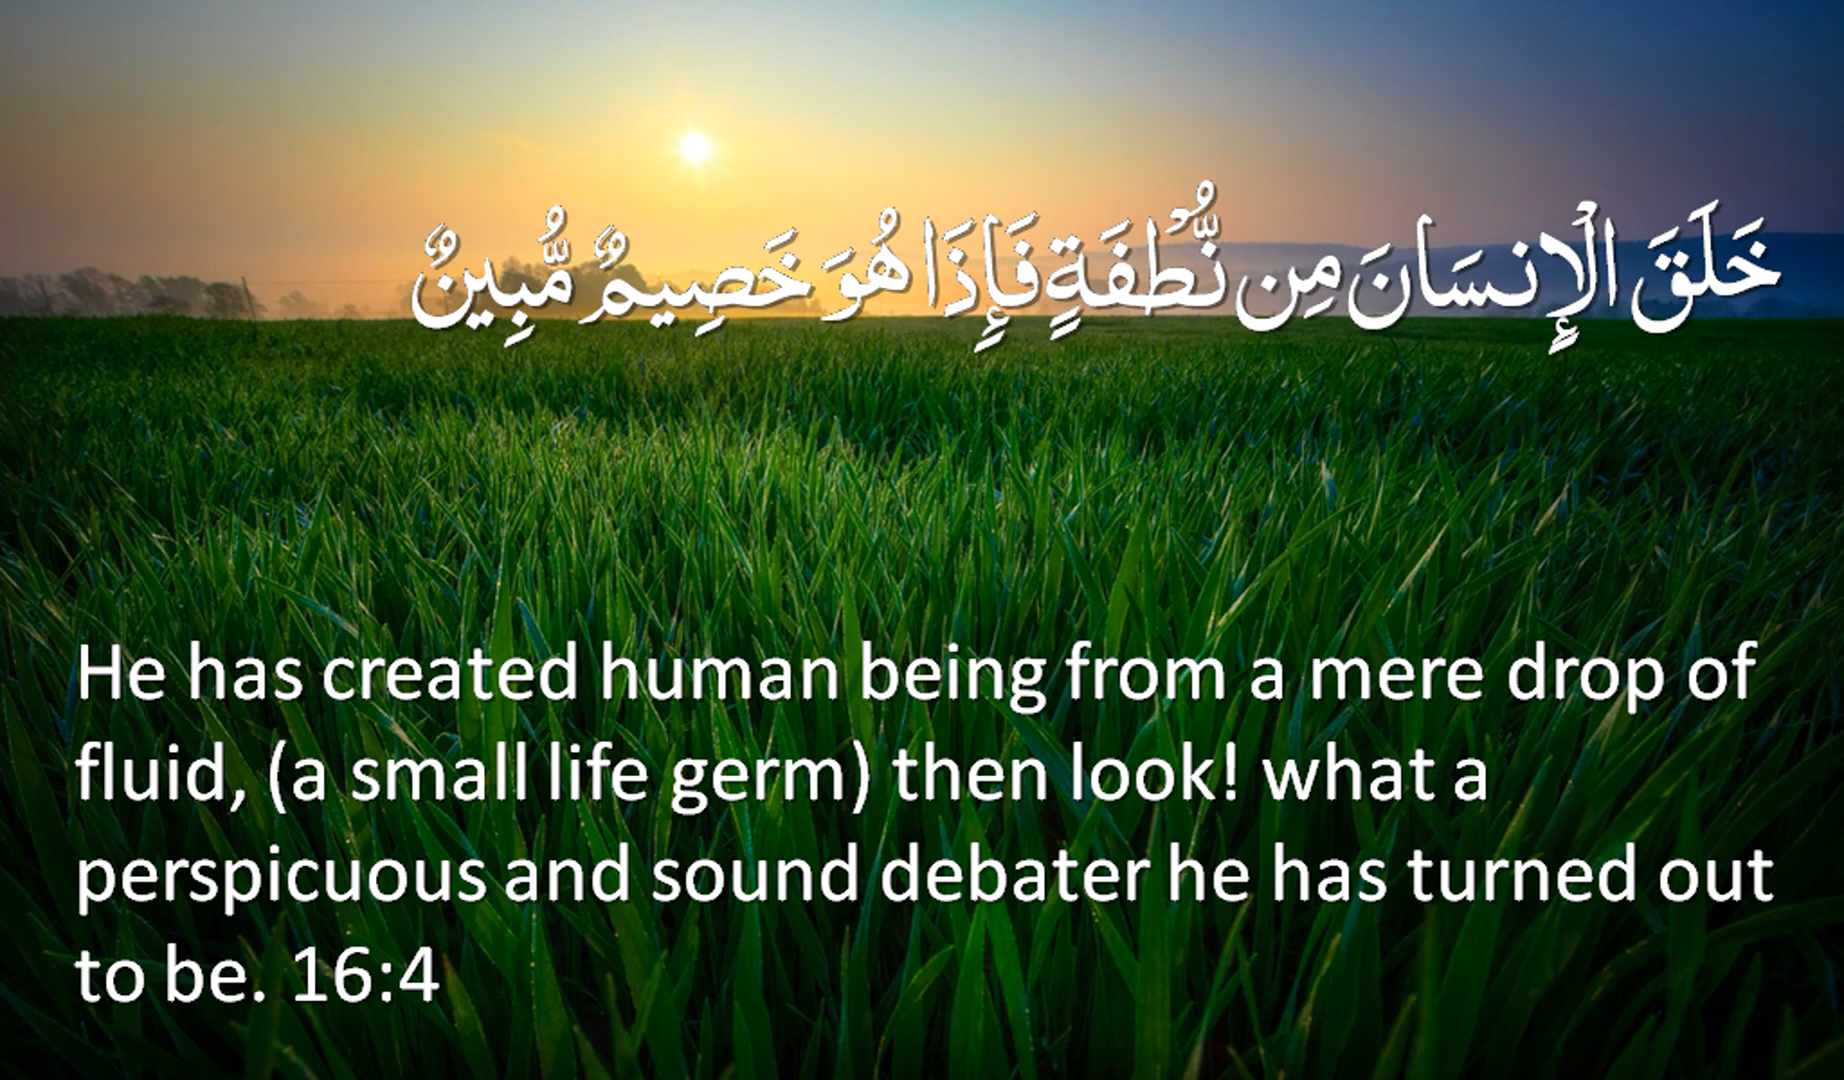 خَلَقَ الْإِنسَانَ مِن نُّطْفَةٍ فَإِذَا هُوَ خَصِيمٌ مُّبِينٌ
He has created human being from a mere drop of
fluid, (a small life germ) then look! what a
perspicuous and sound debater he has turned out
to be. 16:4